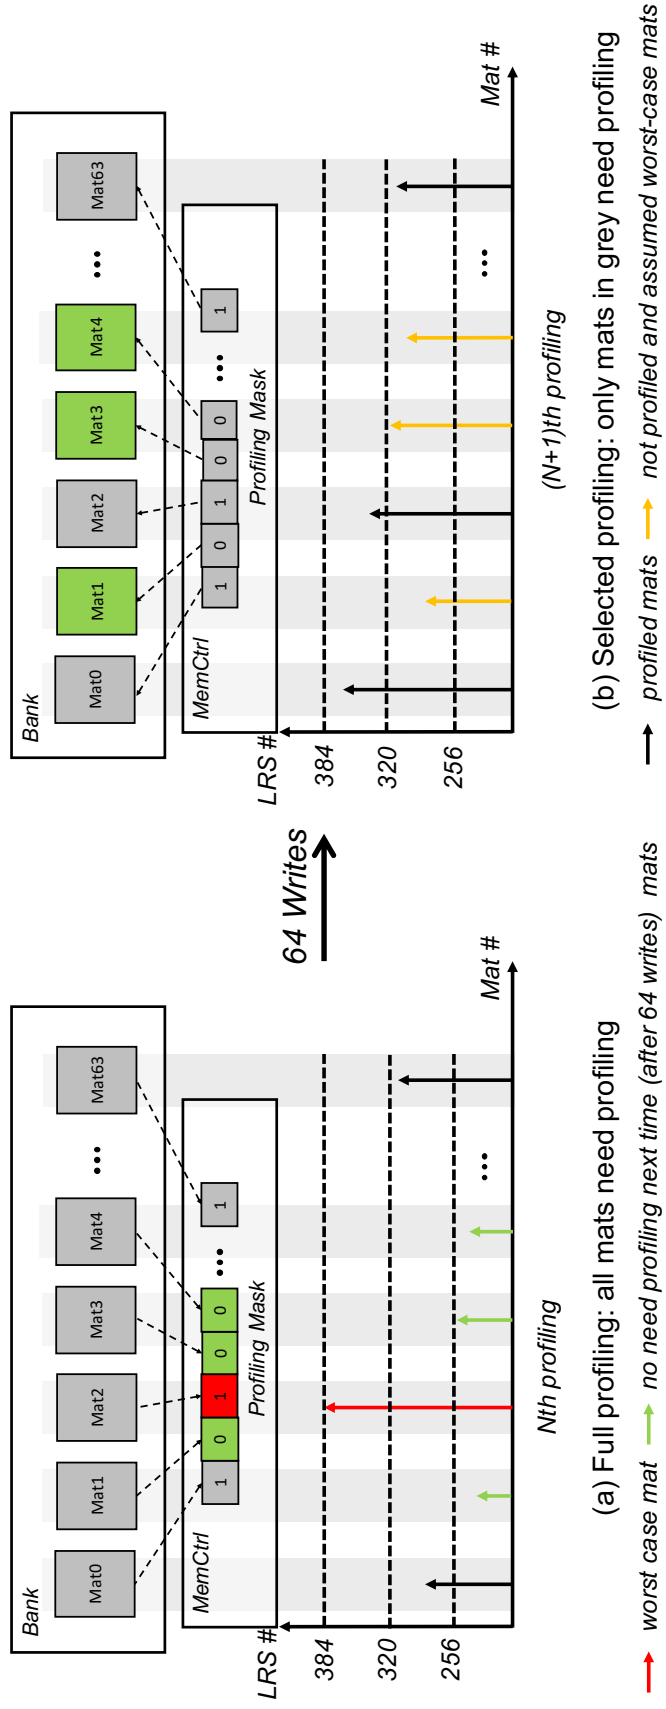 Bank
Mat0 Mat1 Mat2 Mat3 Mat4 ••• Mat63
MemCtrl
1 0 1 0 0 ••• 1
Profiling Mask
LRS #
384
320
256
•••
Mat #
Nth profiling
(a) Full profiling: all mats need profiling
64 Writes
Bank
Mat0 Mat1 Mat2 Mat3 Mat4 ••• Mat63
MemCtrl
1 0 1 0 0 ••• 1
Profiling Mask
LRS #
384
320
256
•••
Mat #
(N+1)th profiling
(b) Selected profiling: only mats in grey need profiling
worst case mat no need profiling next time (after 64 writes) mats profiled mats not profiled and assumed worst-case mats